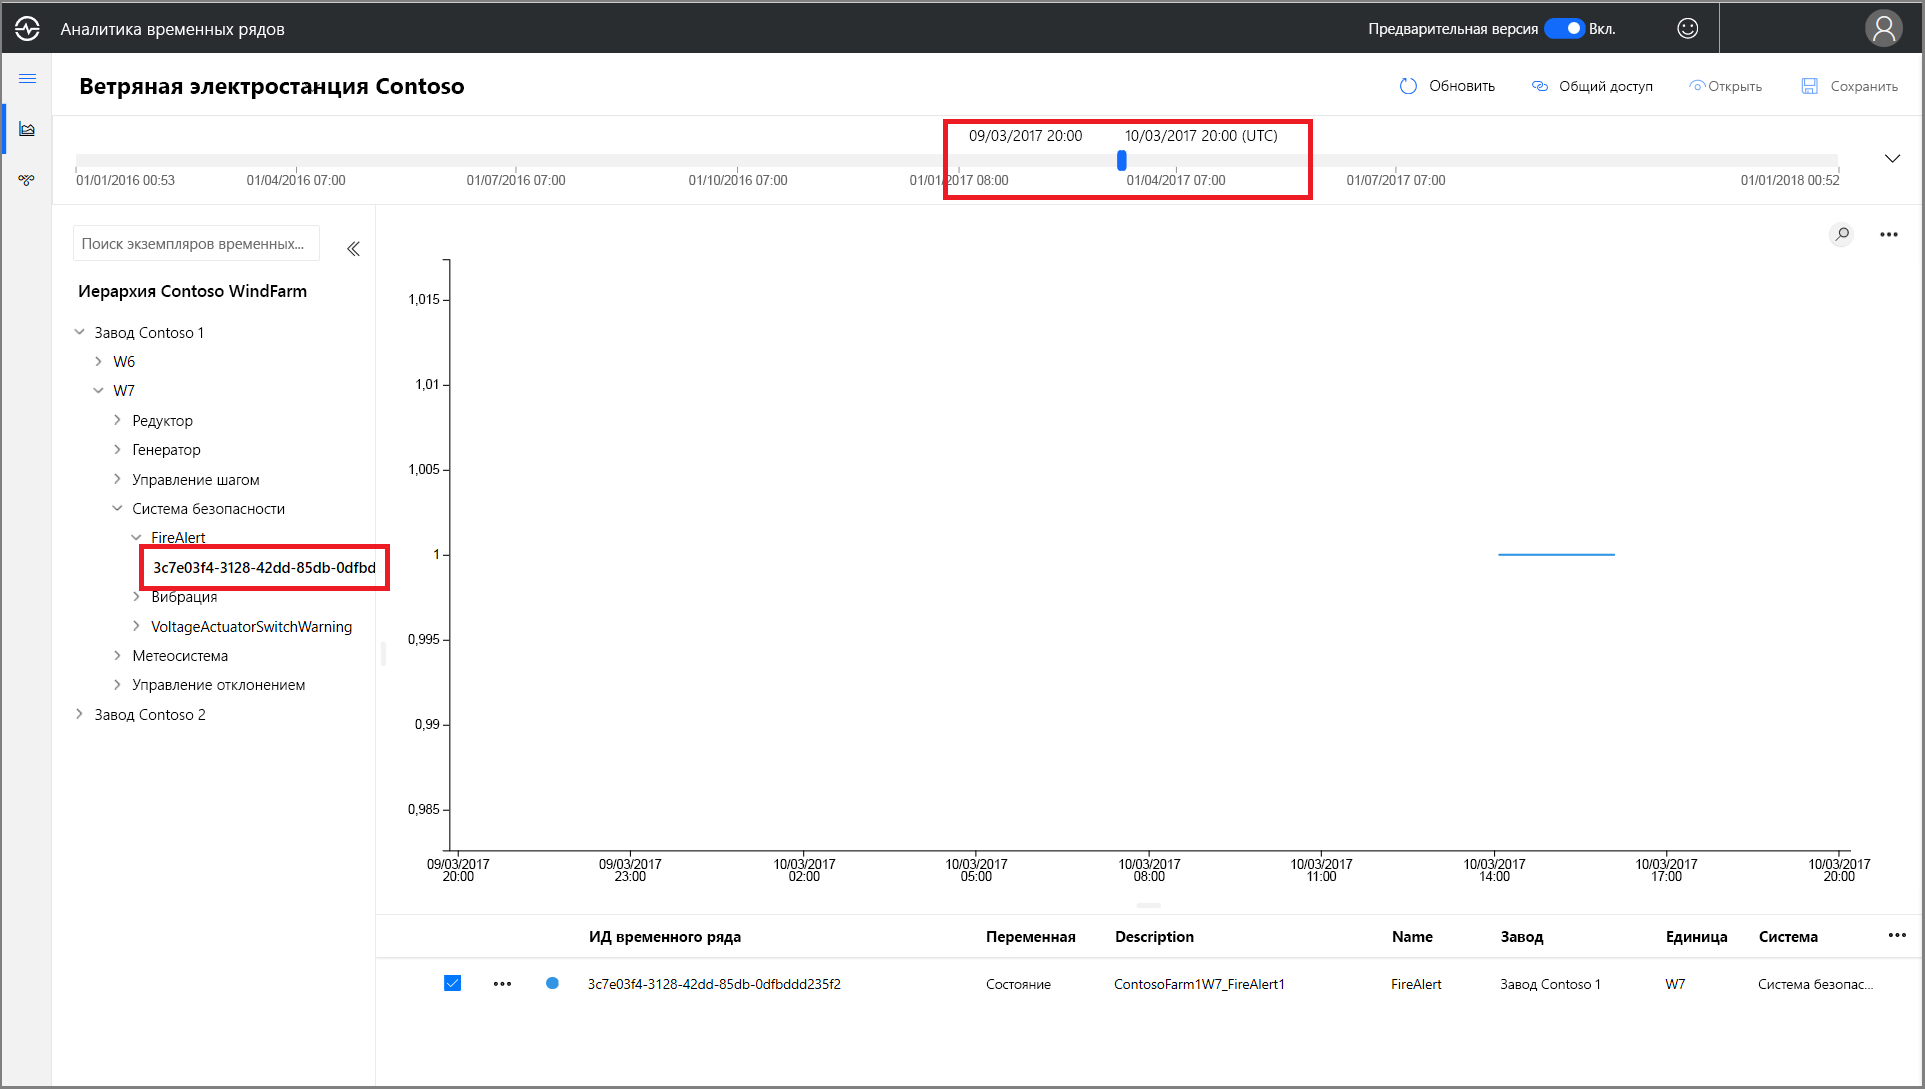 Аналитика временных рядов
Предварительная версия Вкл.
Ветряная электростанция Contoso
Обновить Общий доступ Открыть Сохранить
09/03/2017 20:00 10/03/2017 20:00 (UTC)
01/01/2016 00:53 01/04/2016 07:00 01/07/2016 07:00 01/10/2016 07:00 01/01/2017 08:00 01/04/2017 07:00 01/07/2017 07:00 01/01/2018 00:52
Поиск экземпляров временных...
Иерархия Contoso WindFarm
Завод Contoso 1
W6
W7
Редуктор
Генератор
Управление шагом
Система безопасности
FireAlert
3c7e03f4-3128-42dd-85db-0dfbd
Вибрация
VoltageActuatorSwitchWarning
Метеосистема
Управление отклонением
Завод Contoso 2
1,015
1,01
1,005
1
0,995
0,99
0,985
09/03/2017 09/03/2017 10/03/2017 10/03/2017 10/03/2017 10/03/2017 10/03/2017 10/03/2017 10/03/2017
20:00 23:00 02:00 05:00 08:00 11:00 14:00 17:00 20:00
ИД временного ряда Переменная Description Name Завод Единица Система
3c7e03f4-3128-42dd-85db-0dfbddd235f2 Состояние ContosoFarm1W7_FireAlert1 FireAlert Завод Contoso 1 W7 Система безопас...